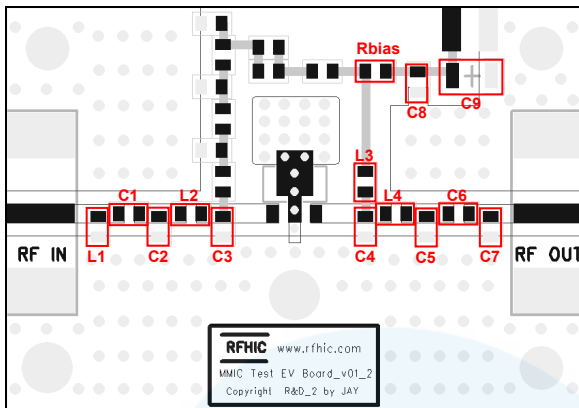 Rbias
C8
C9
L3
C1
L2
L4
C6
RF IN
L1
C2
C3
C4
C5
C7
RF OUT
RFHIC www.rfhic.com
MMIC Test EV Board_v01_2
Copyright R&D_2 by JAY